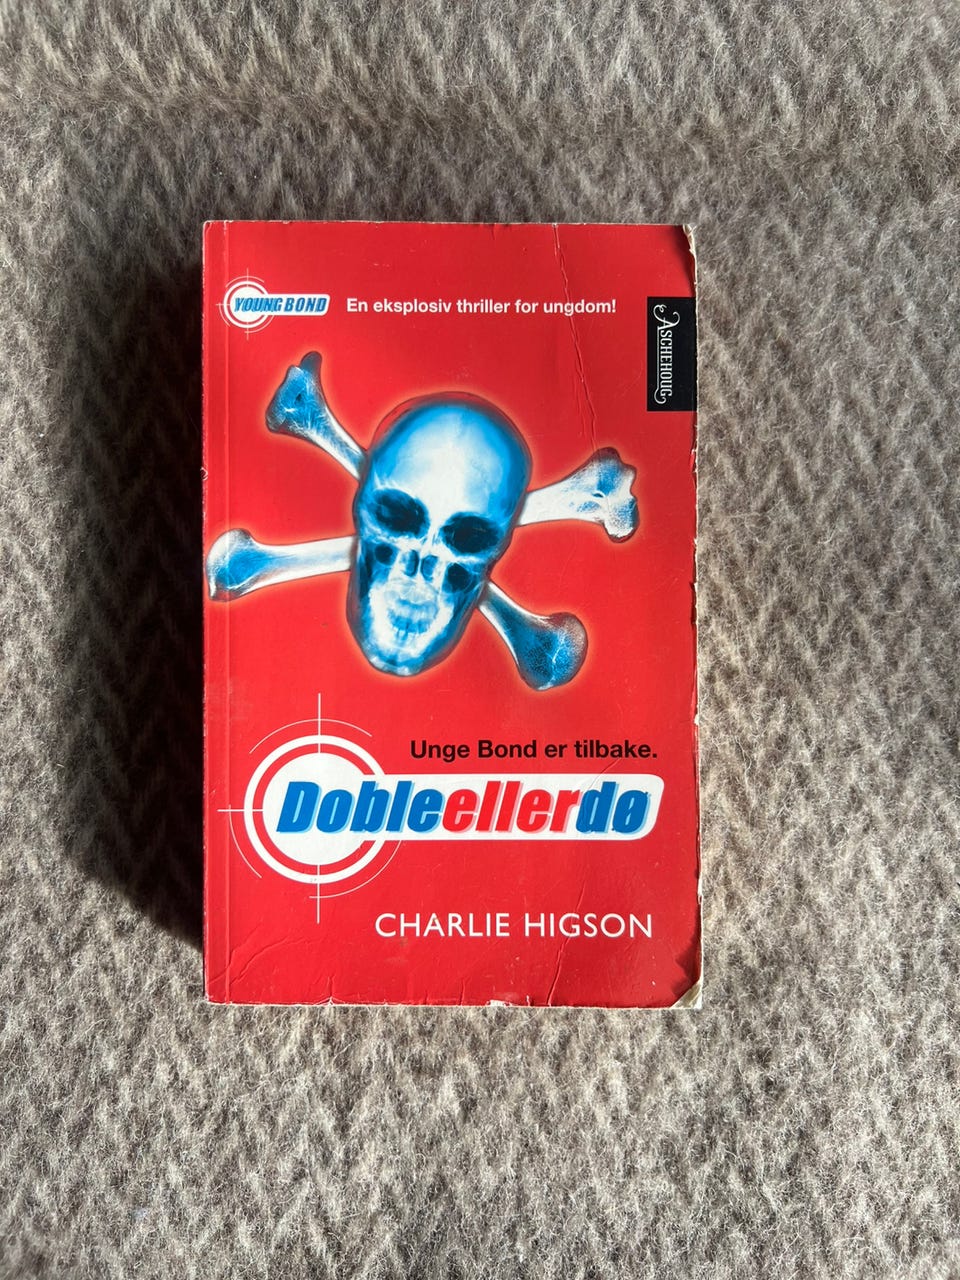 YOUNG BOND
En eksplosiv thriller for ungdom!
ASCHEHOUG
Unge Bond er tilbake.
Dobleellerdø
CHARLIE HIGSON